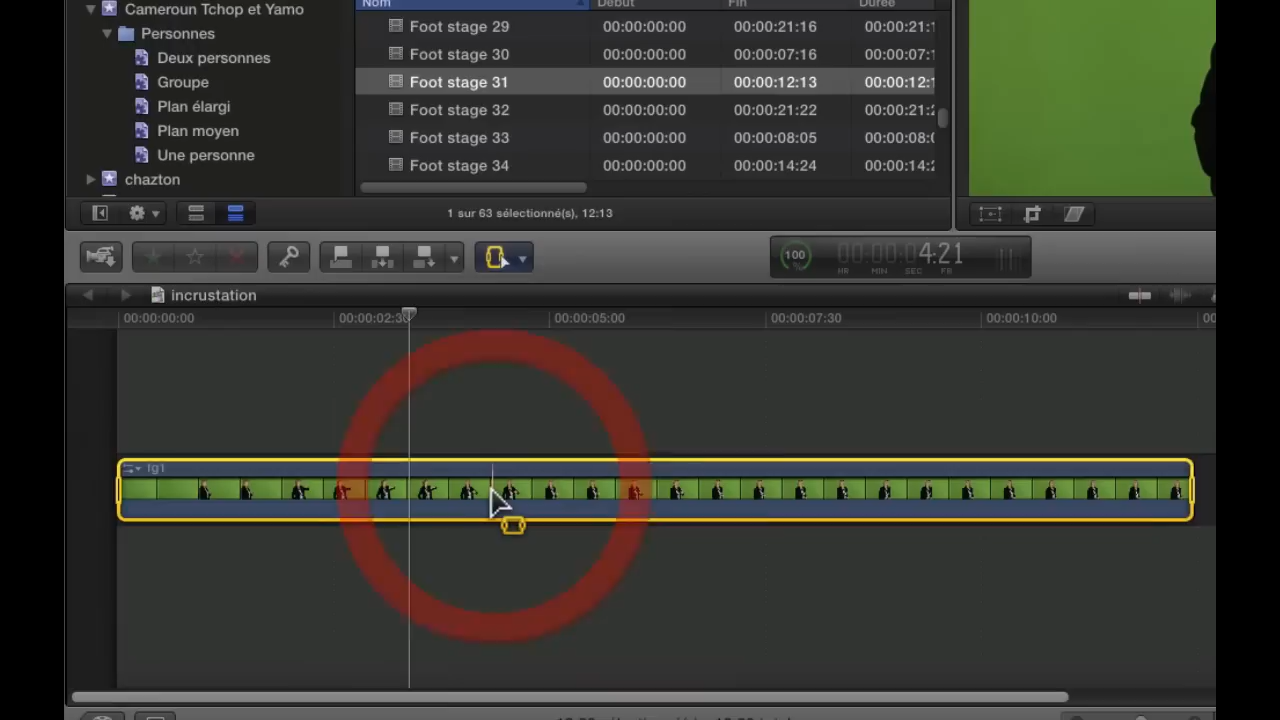 Cameroun Tchop et Yamo
Personnes
Deux personnes
Groupe
Plan élargi
Plan moyen
Une personne
chazton
Nom Début Fin Durée
Foot stage 29 00:00:00:00 00:00:21:16 00:00:21:1
Foot stage 30 00:00:00:00 00:00:07:16 00:00:07:1
Foot stage 31 00:00:00:00 00:00:12:13 00:00:12:1
Foot stage 32 00:00:00:00 00:00:21:22 00:00:21:2
Foot stage 33 00:00:00:00 00:00:08:05 00:00:08:0
Foot stage 34 00:00:00:00 00:00:14:24 00:00:14:2
1 sur 63 sélectionné(s), 12:13
100
%
00:00:04:21
HR MIN SEC FR
incrustation
00:00:00:00 00:00:02:30 00:00:05:00 00:00:07:30 00:00:10:00 00
fg1